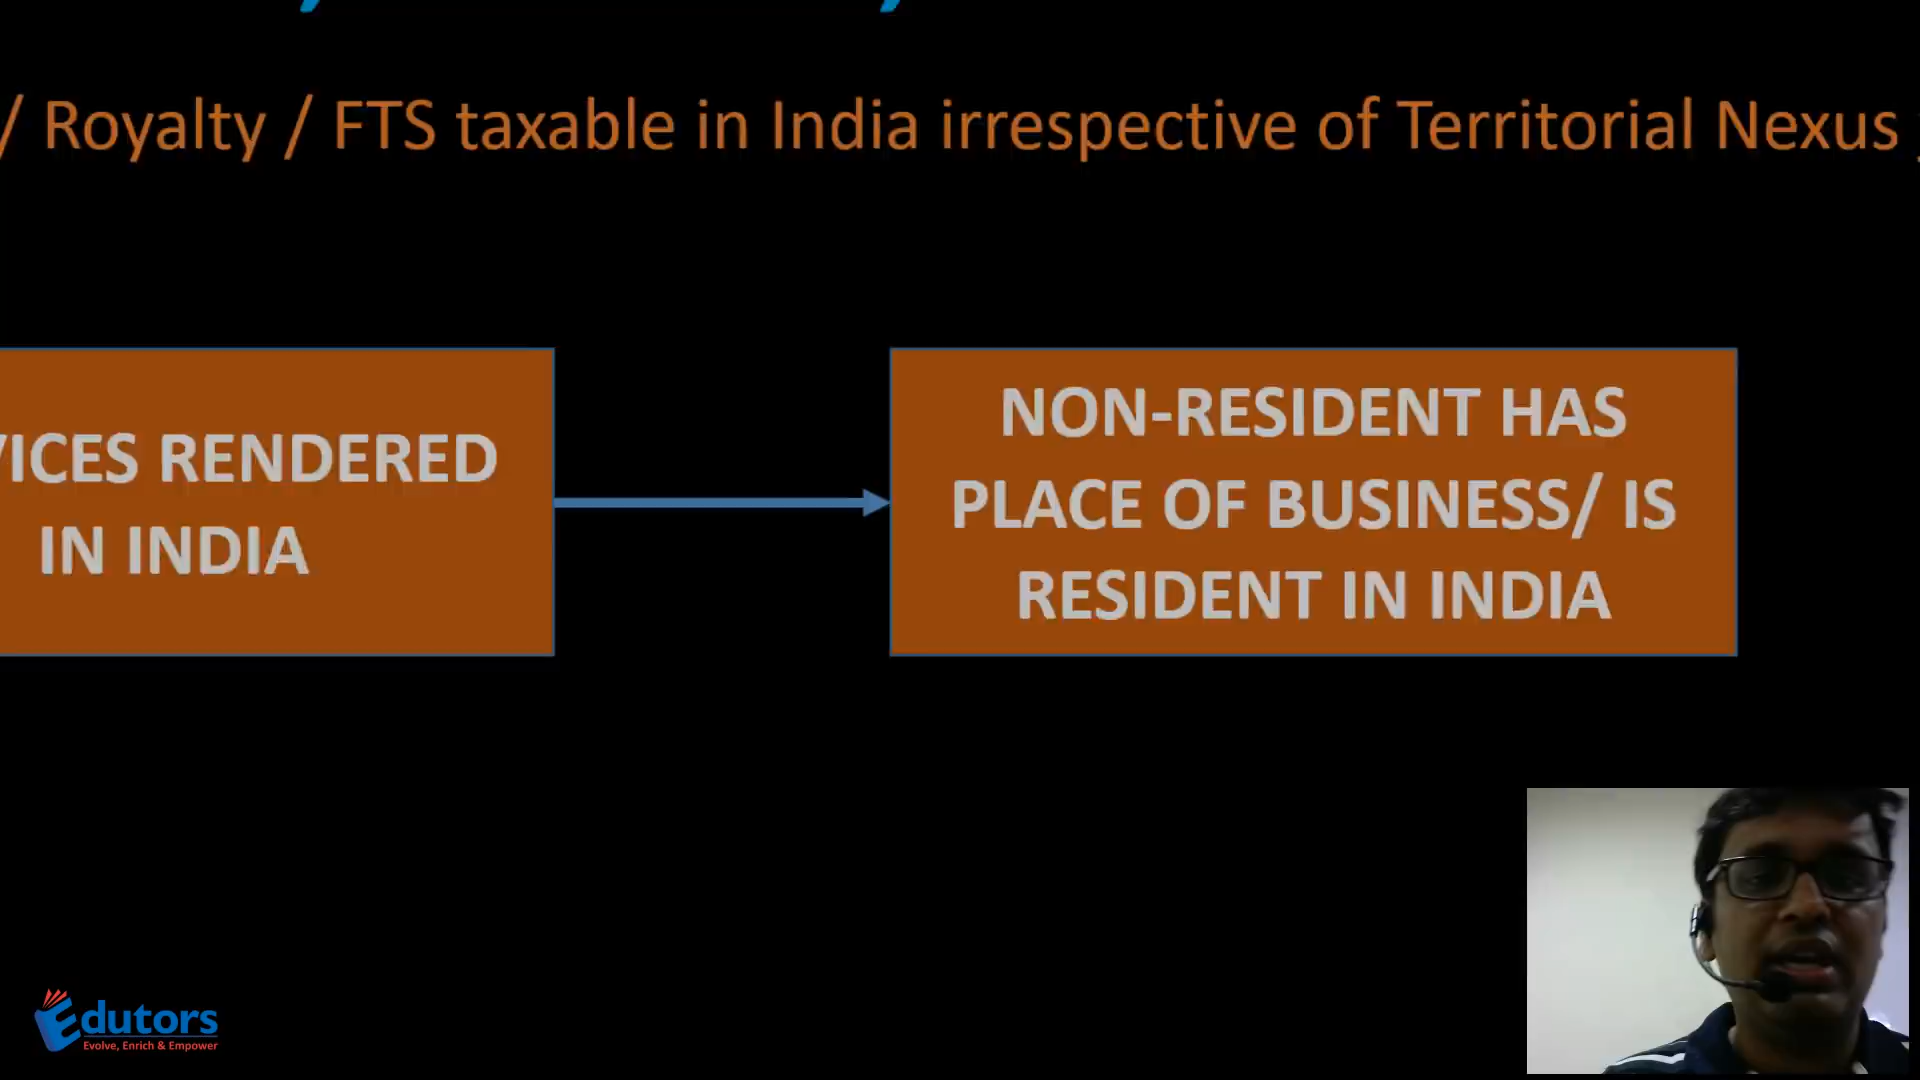 / Royalty / FTS taxable in India irrespective of Territorial Nexus
RENDERED
IN INDIA
NON-RESIDENT HAS
PLACE OF BUSINESS/ IS
RESIDENT IN INDIA
Edutors
Evolve, Enrich & Empower